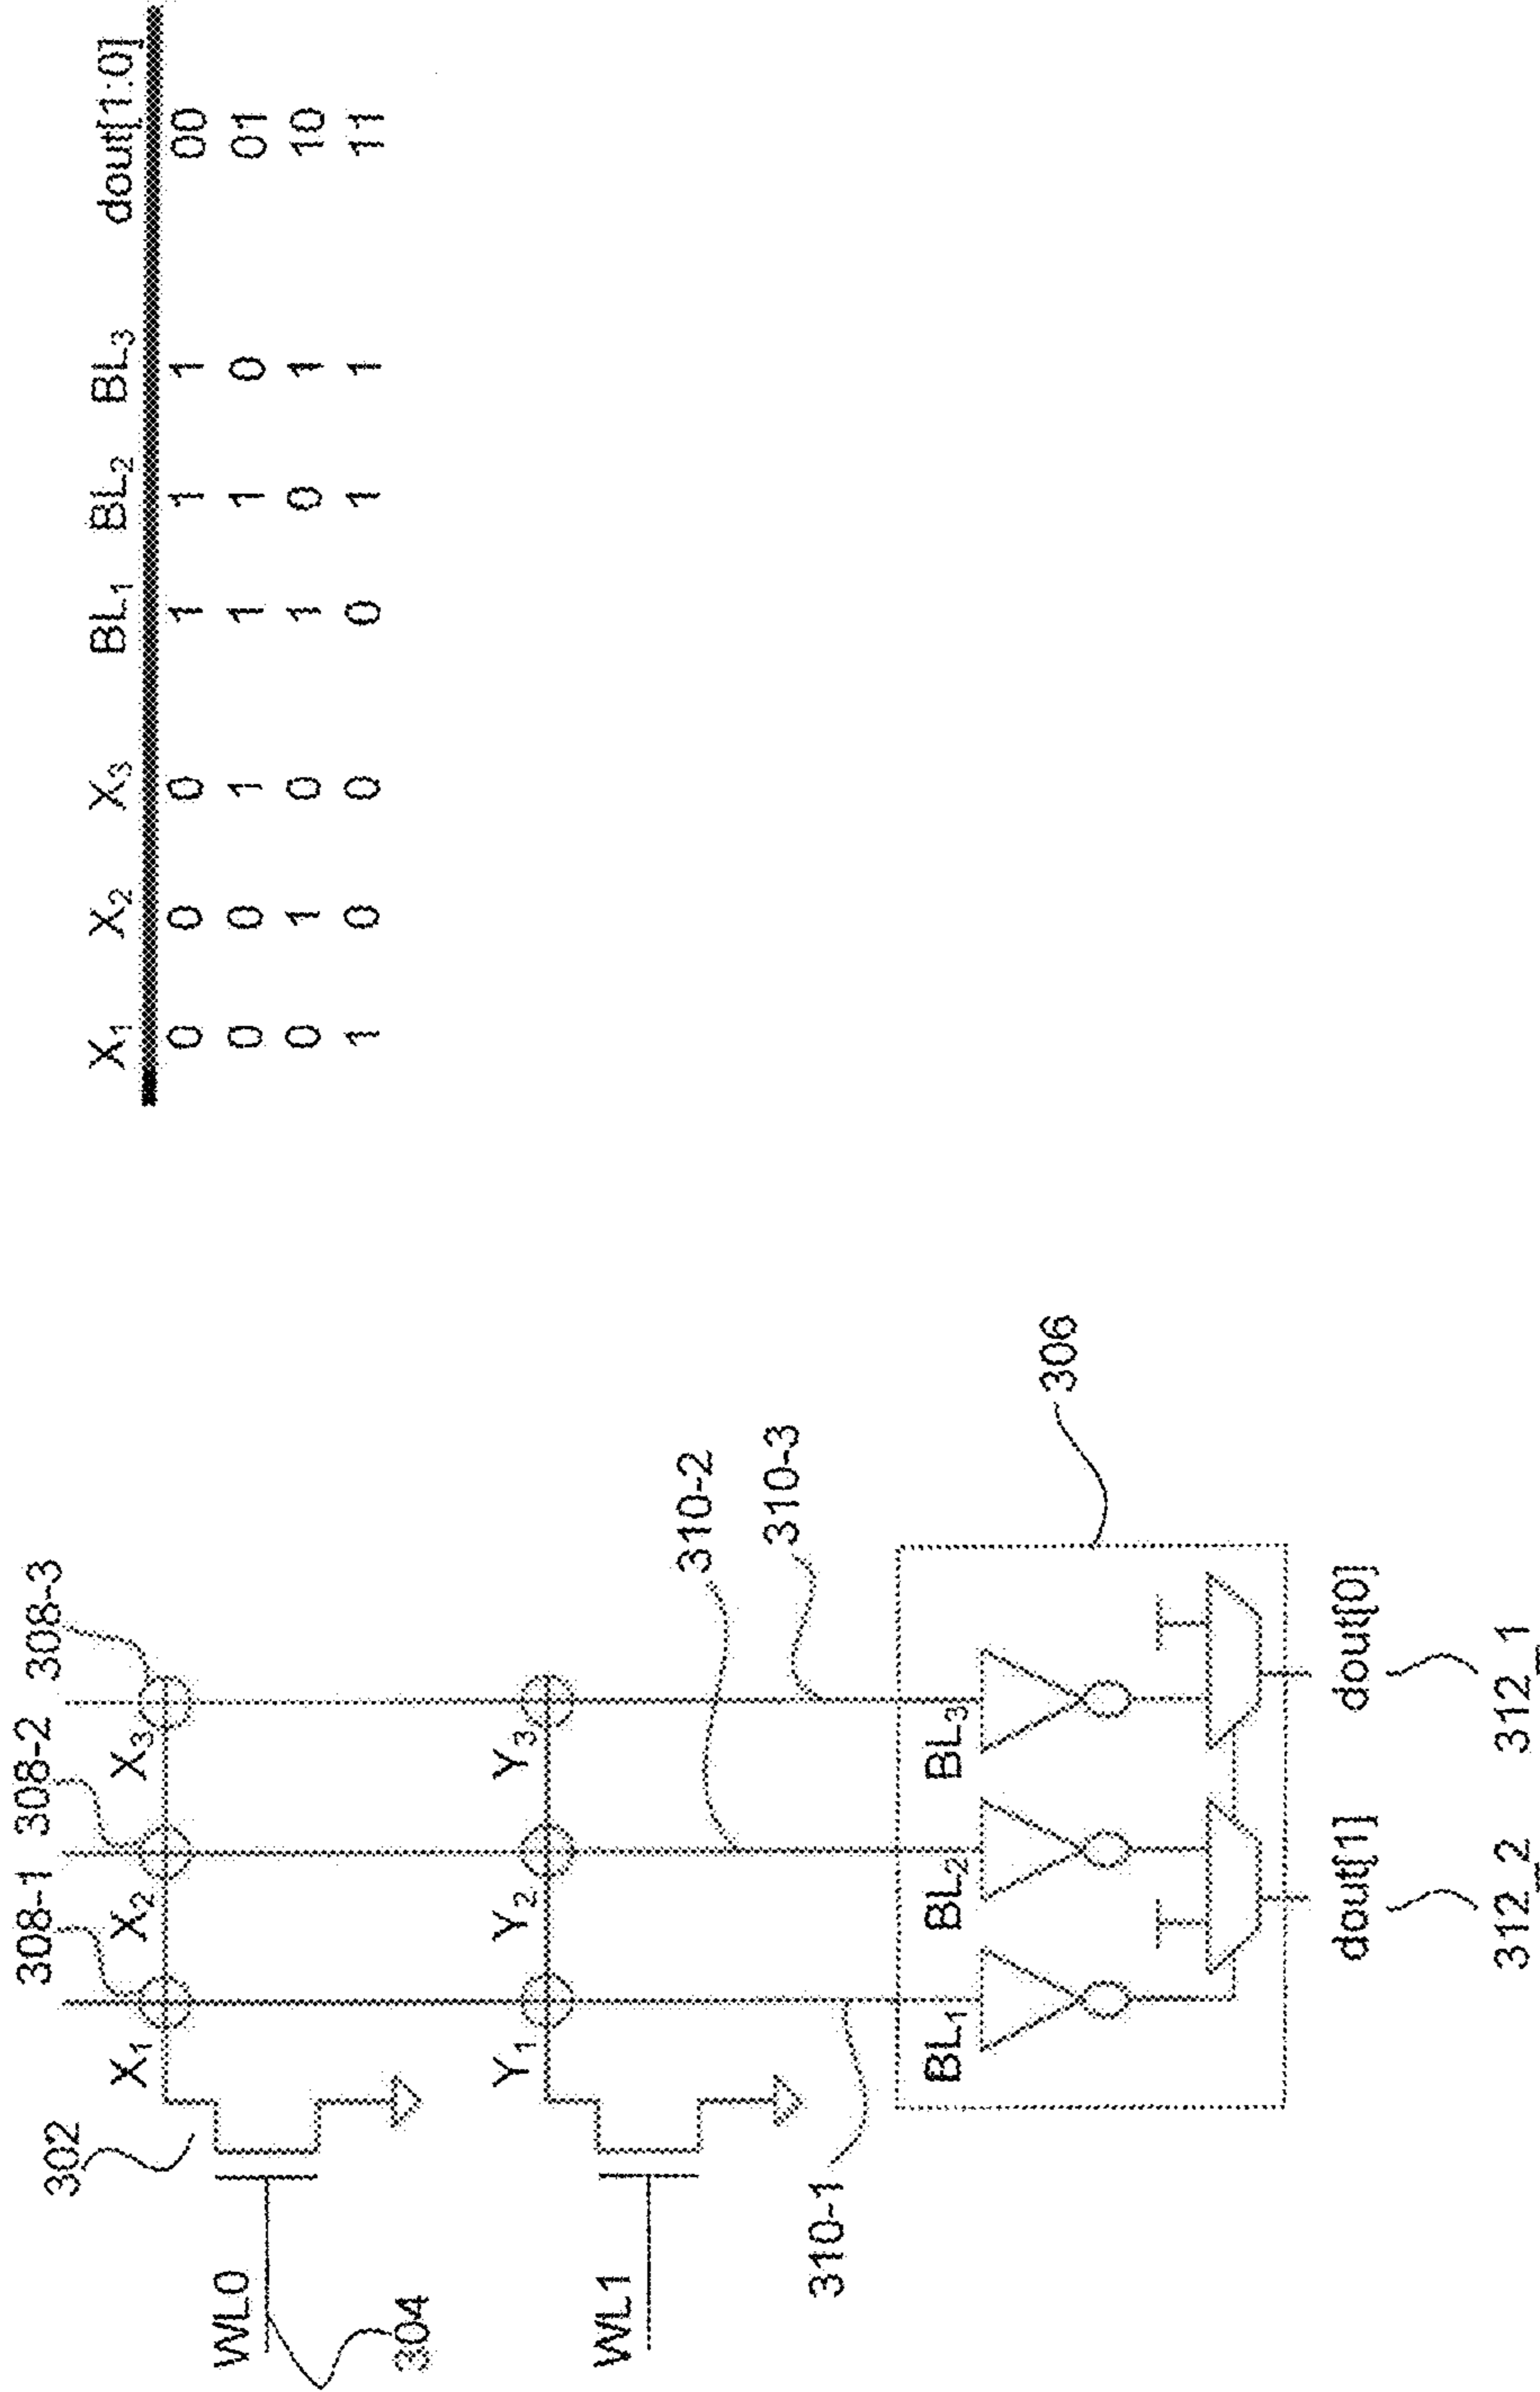 308-1 308-2 308-3
302
X1 X2 X3
WL0
304
Y1 Y2 Y3
WL1
310-2
310-3
310-1
BL1 BL2 BL3
306
dout[1] dout[0]
312_2 312_1
X1 X2 X3 BL1 BL2 BL3 dout[1:0]
0 0 0 1 1 1 00
0 0 1 1 1 0 01
0 1 0 1 0 1 10
1 0 0 0 1 1 11